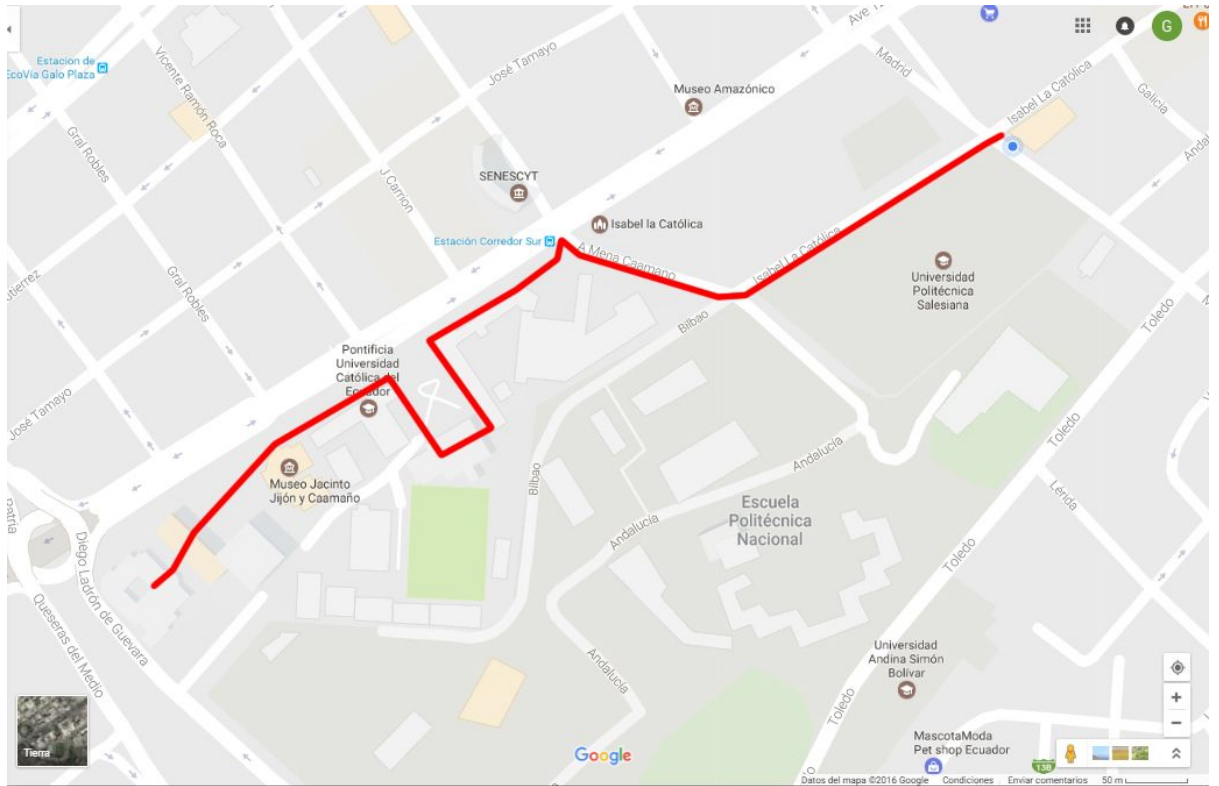 Estacion de
EcoVía Galo Plaza
Vicente Ramón Roca
José Tamayo
Madrid
G
Isabel La Católica
Galicia
Museo Amazónico
Gral Robles
J Carrion
SENESCYT
Isabel la Católica
Estación Corredor Sur
A Mena Caamano
Isabel La Católica
Universidad
Politécnica
Salesiana
Toledo
Gral Robles
Bilbao
Pontificia
Universidad
Católica del
Ecuador
José Tamayo
Museo Jacinto
Jijón y Caamaño
Toledo
Andalucía
Bilbao
Lérida
Escuela
Politécnica
Nacional
Patria
Andalucía
Toledo
Diego Ladrón de Guevara
Queseras del Medio
Andalucía
Universidad
Andina Simón
Bolívar
Toledo
Tierra
Google
MascotaModa
Pet shop Ecuador
13B
Datos del mapa ©2016 Google Condiciones Enviar comentarios 50 m